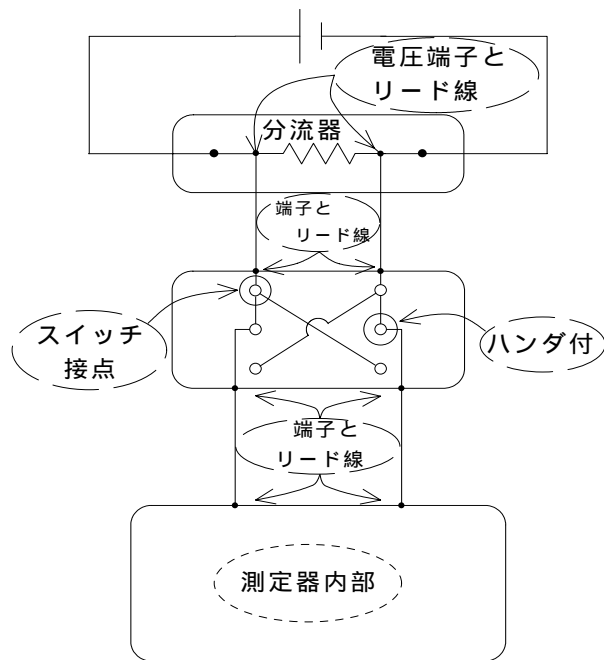 電圧端子と
リード線
分流器
端子と
リード線
スイッチ
接点
ハンダ付
端子と
リード線
測定器内部